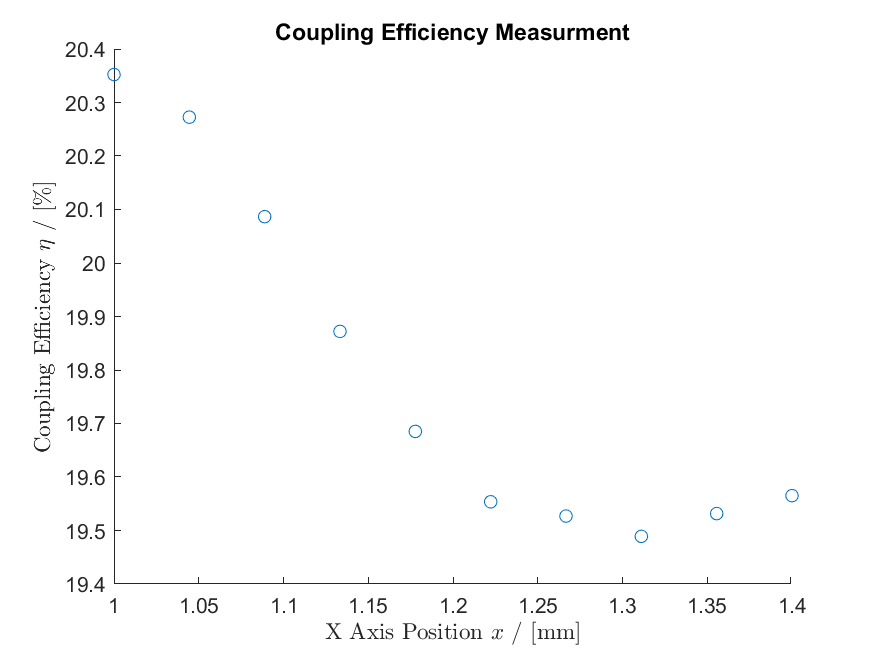 Coupling Efficiency Measurment
20.4
20.3
20.2
20.1
20
19.9
19.8
19.7
19.6
19.5
19.4
Coupling Efficiency η / [%]
1 1.05 1.1 1.15 1.2 1.25 1.3 1.35 1.4
X Axis Position x / [mm]